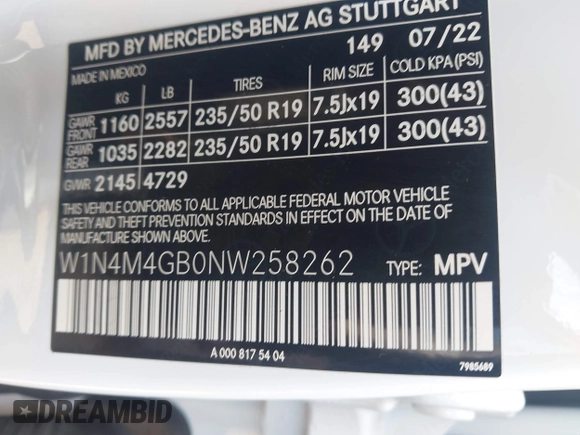 MFD BY MERCEDES-BENZ AG STUTTGART
149 07/22
MADE IN MEXICO
KG LB TIRES RIM SIZE COLD KPA(PSI)
GAWR FRONT 1160 2557 235/50 R19 7.5Jx19 300(43)
GAWR REAR 1035 2282 235/50 R19 7.5Jx19 300(43)
GVWR 2145 4729
THIS VEHICLE CONFORMS TO ALL APPLICABLE FEDERAL MOTOR VEHICLE
SAFETY AND THEFT PREVENTION STANDARDS IN EFFECT ON THE
DATE OF MANUFACTURE SHOWN ABOVE.
W1N4M4GB0NW258262 TYPE: MPV
A 000 817 54 04
7985689
DREAMBID